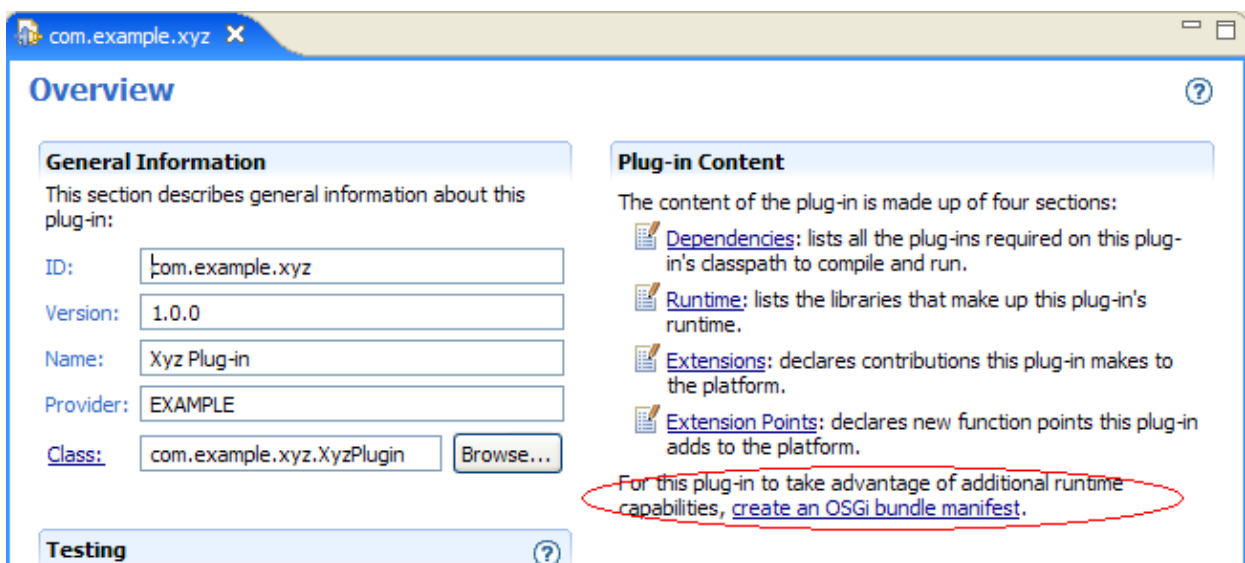 com.example.xyz
Overview
General Information
This section describes general information about this
plug-in:
ID: com.example.xyz
Version: 1.0.0
Name: Xyz Plug-in
Provider: EXAMPLE
Class: com.example.xyz.XyzPlugin Browse...
Testing
Plug-in Content
The content of the plug-in is made up of four sections:
Dependencies: lists all the plug-ins required on this plug-
in's classpath to compile and run.
Runtime: lists the libraries that make up this plug-in's
runtime.
Extensions: declares contributions this plug-in makes to
the platform.
Extension Points: declares new function points this plug-in
adds to the platform.
For this plug-in to take advantage of additional runtime
capabilities, create an OSGi bundle manifest.